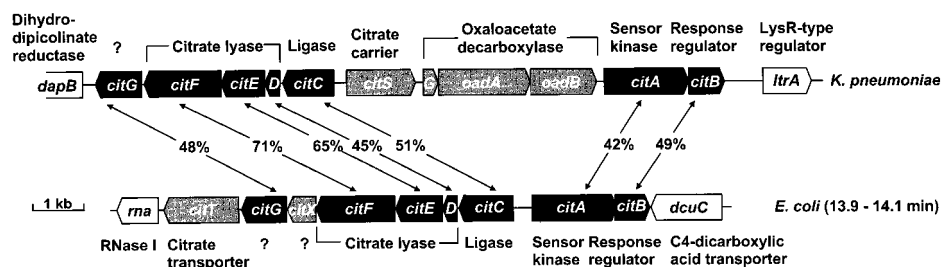 Dihydro-
dipicolinate
reductase
?
Citrate lyase
Ligase
Citrate
carrier
Oxaloacetate
decarboxylase
Sensor
kinase
Response
regulator
LysR-type
regulator
dapB citG citF citE D citC citS G oadA oadB citA citB ltrA K. pneumoniae
48% 71% 65% 45% 51% 42% 49%
1 kb rna citT citG citX citF citE D citC citA citB dcuC E. coli (13.9 - 14.1 min)
RNase I
Citrate
transporter
?
?
Citrate lyase
Ligase
Sensor
kinase
Response
regulator
C4-dicarboxylic
acid transporter